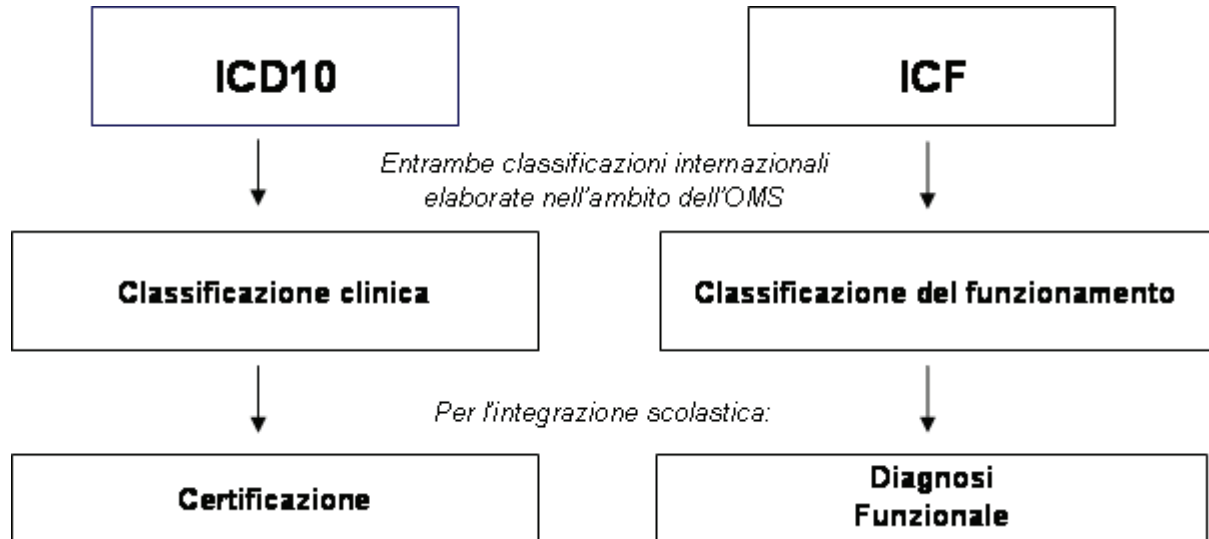 ICD10
ICF
Entrambe classificazioni internazionali
elaborate nell'ambito dell'OMS
Classificazione clinica
Classificazione del funzionamento
Per l'integrazione scolastica:
Certificazione
Diagnosi
Funzionale